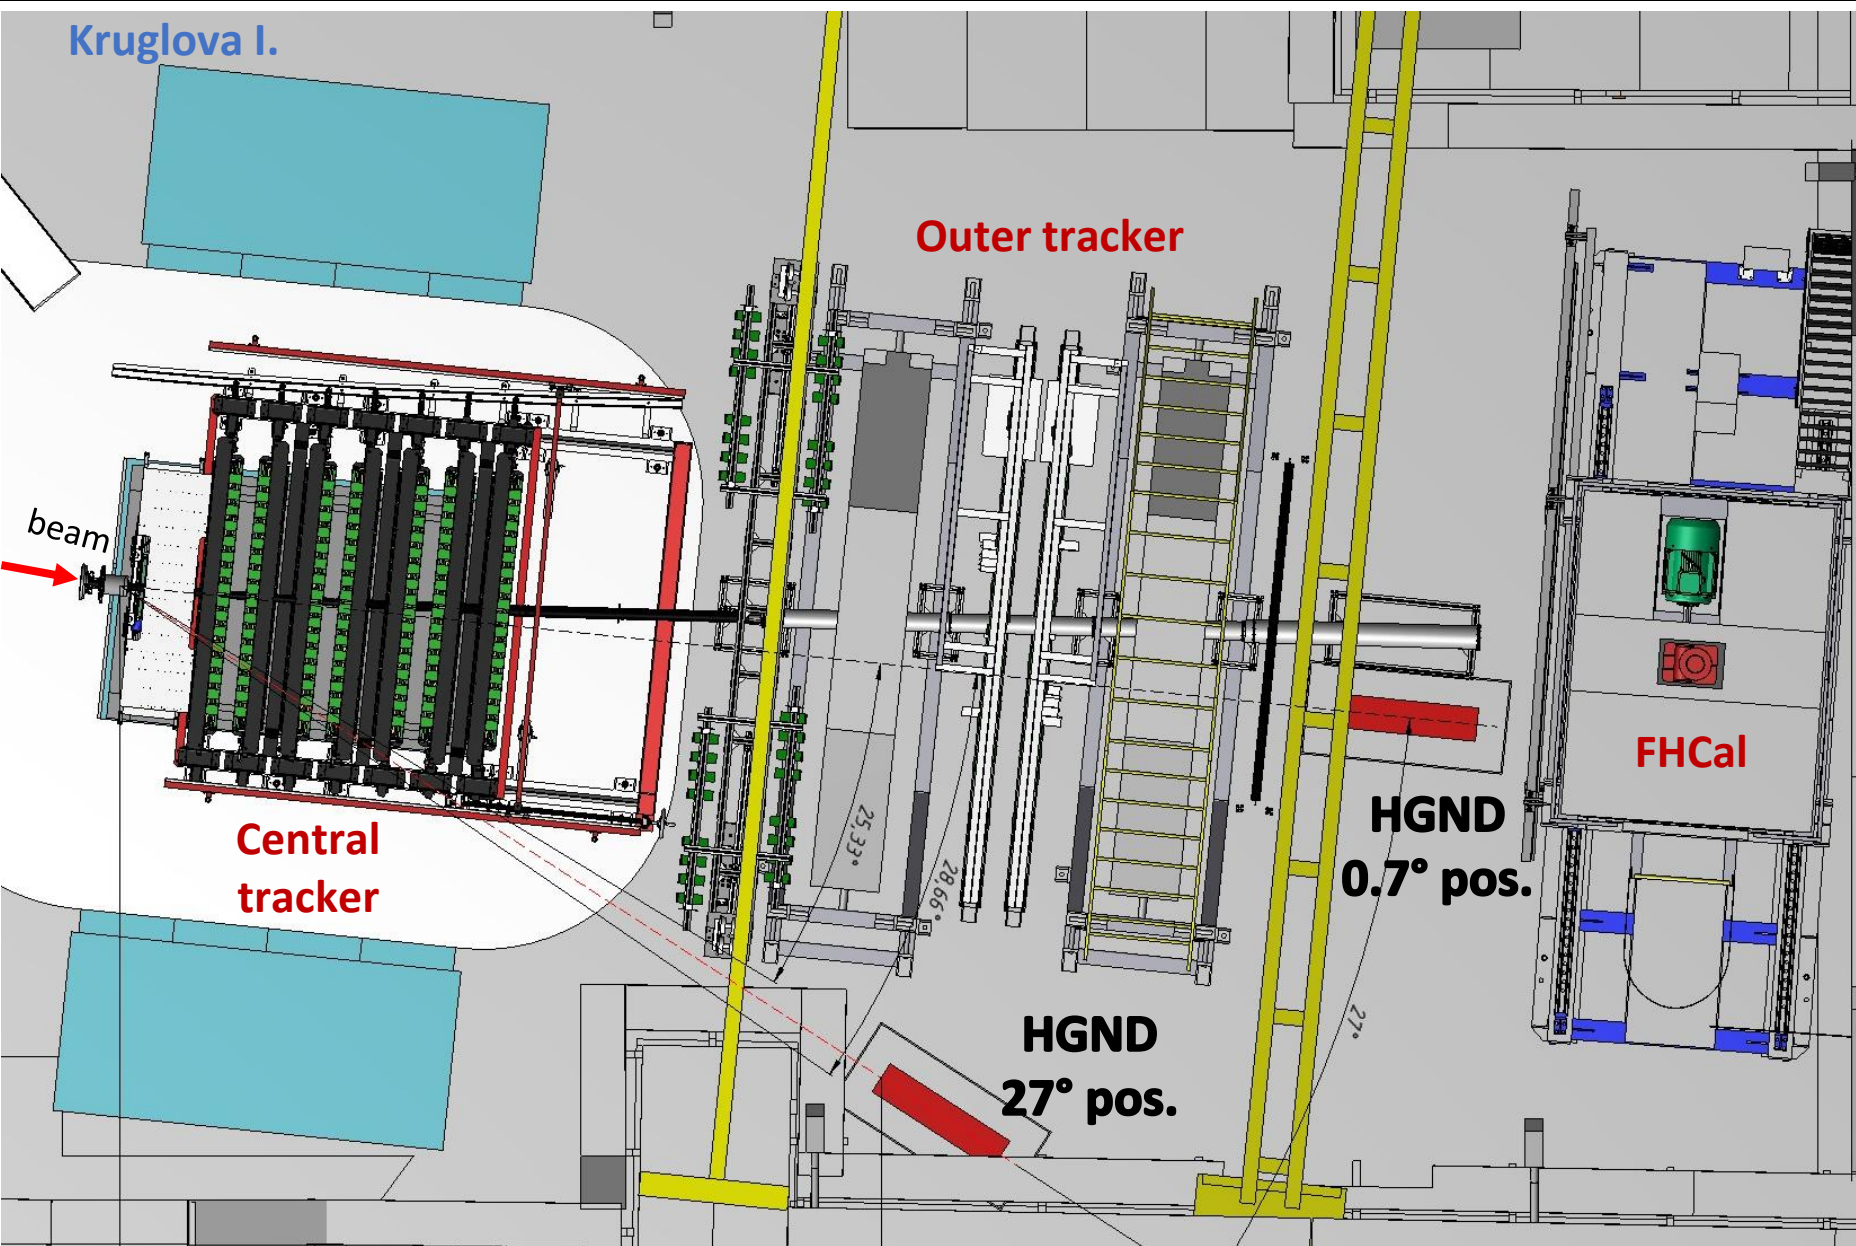 Kruglova I.
Outer tracker
beam
FHCal
HGND
0.7° pos.
Central
tracker
25,33°
28,66°
HGND
27° pos.
27°